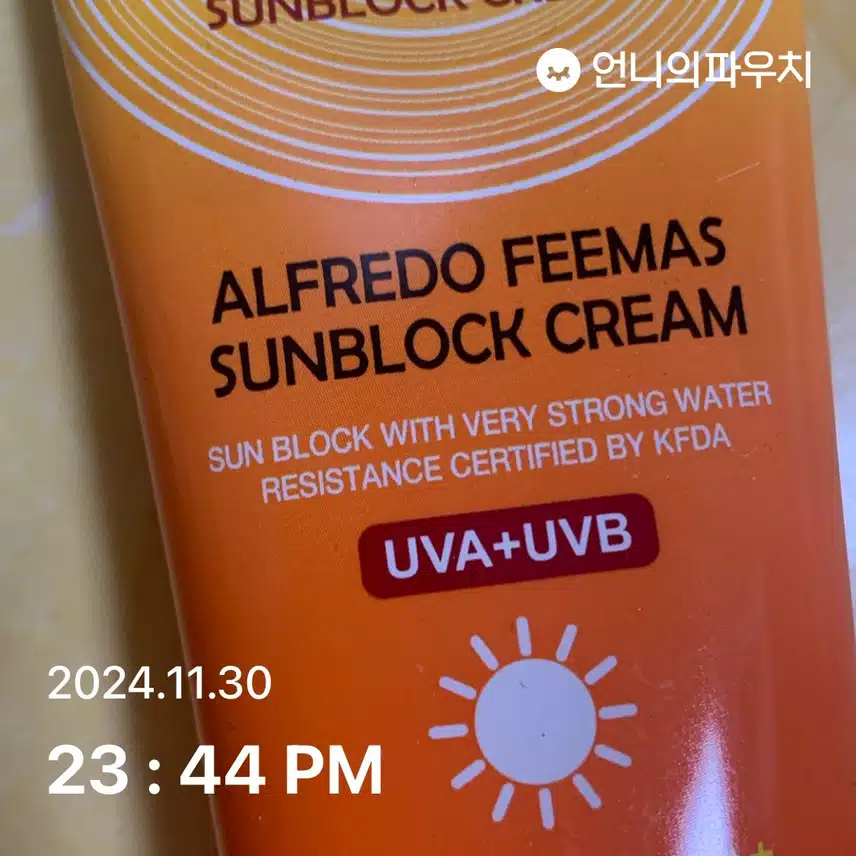 SUNBLOCK
언니의파우치
ALFREDO FEEMAS
SUNBLOCK CREAM
SUN BLOCK WITH VERY STRONG WATER
RESISTANCE CERTIFIED BY KFDA
UVA+UVB
2024.11.30
23 : 44 PM